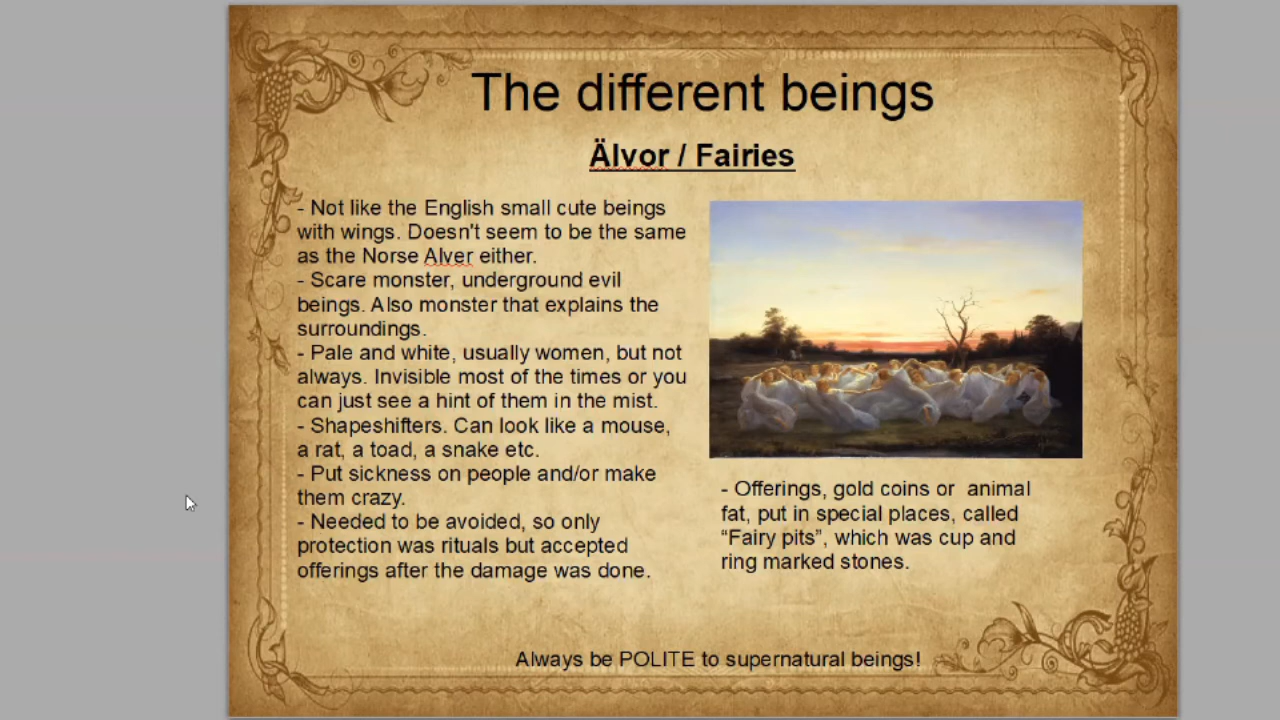 The different beings
Älvor / Fairies
- Not like the English small cute beings
with wings. Doesn't seem to be the same
as the Norse Alver either.
- Scare monster, underground evil
beings. Also monster that explains the
surroundings.
- Pale and white, usually women, but not
always. Invisible most of the times or you
can just see a hint of them in the mist.
- Shapeshifters. Can look like a mouse,
a rat, a toad, a snake etc.
- Put sickness on people and/or make
them crazy.
- Needed to be avoided, so only
protection was rituals but accepted
offerings after the damage was done.
- Offerings, gold coins or  animal
fat, put in special places, called
“Fairy pits”, which was cup and
ring marked stones.
Always be POLITE to supernatural beings!